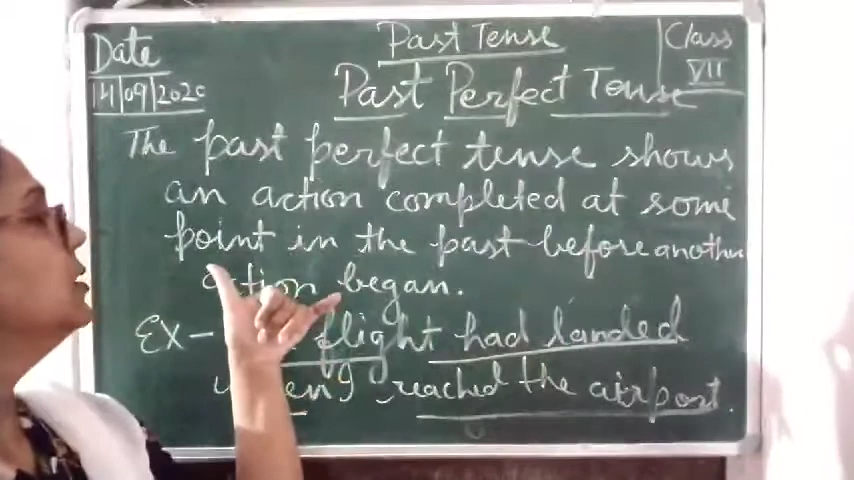 Date
14/09/2020
Past Tense
Class
VII
Past Perfect Tense
The past perfect tense shows
an action completed at some
point in the past before another
action began.
Ex- flight had landed
when I reached the airport.